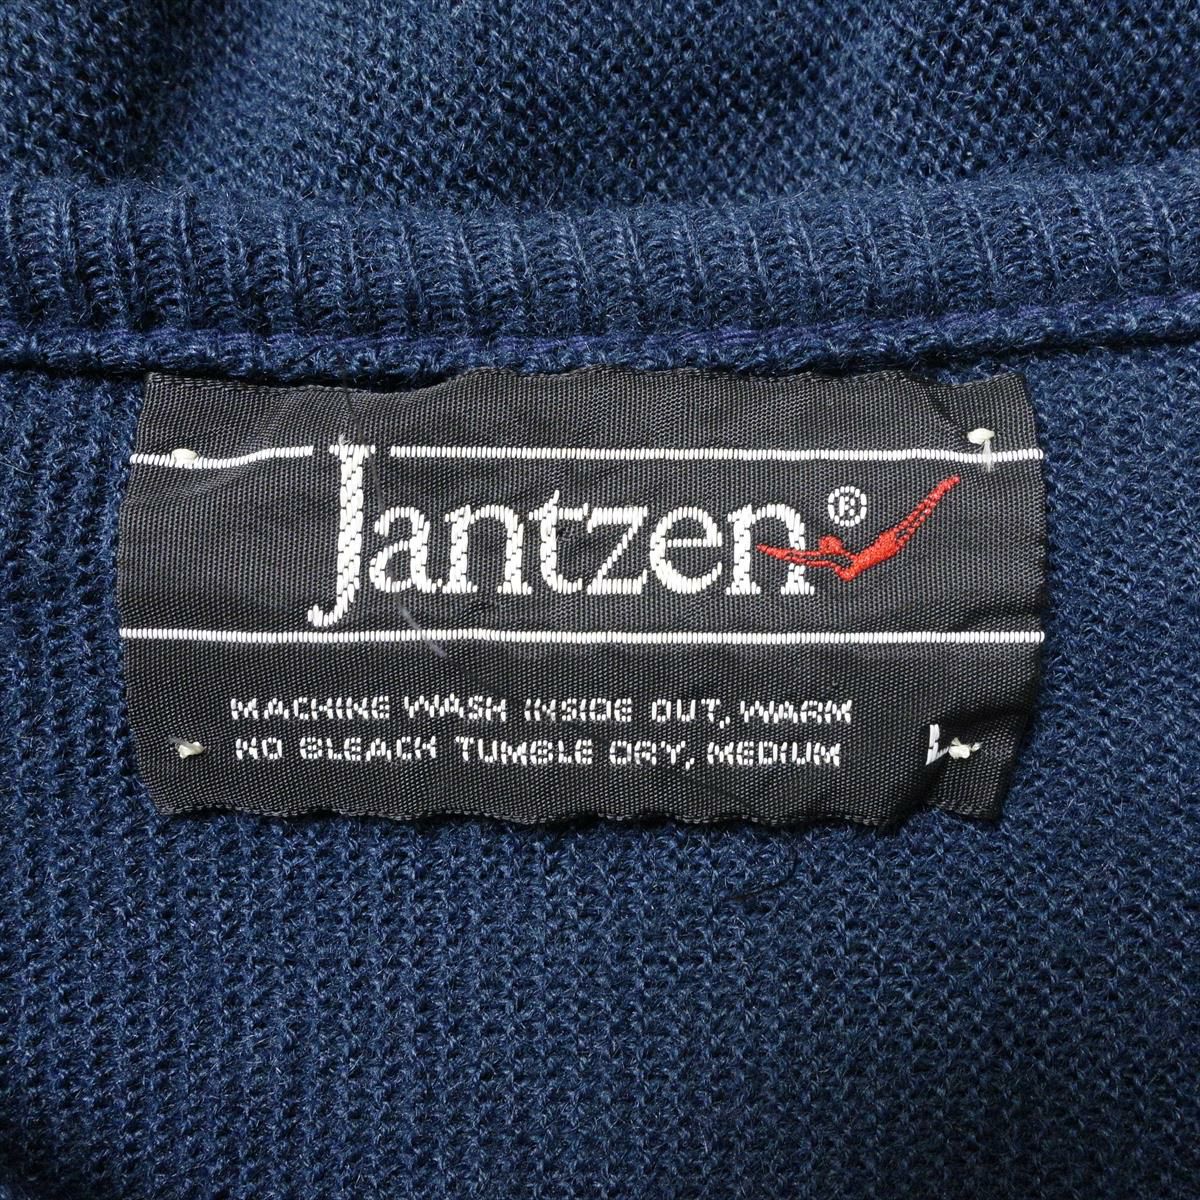 Jantzen®
MACHINE WASH INSIDE OUT, WARM
NO BLEACH TUMBLE DRY, MEDIUM L